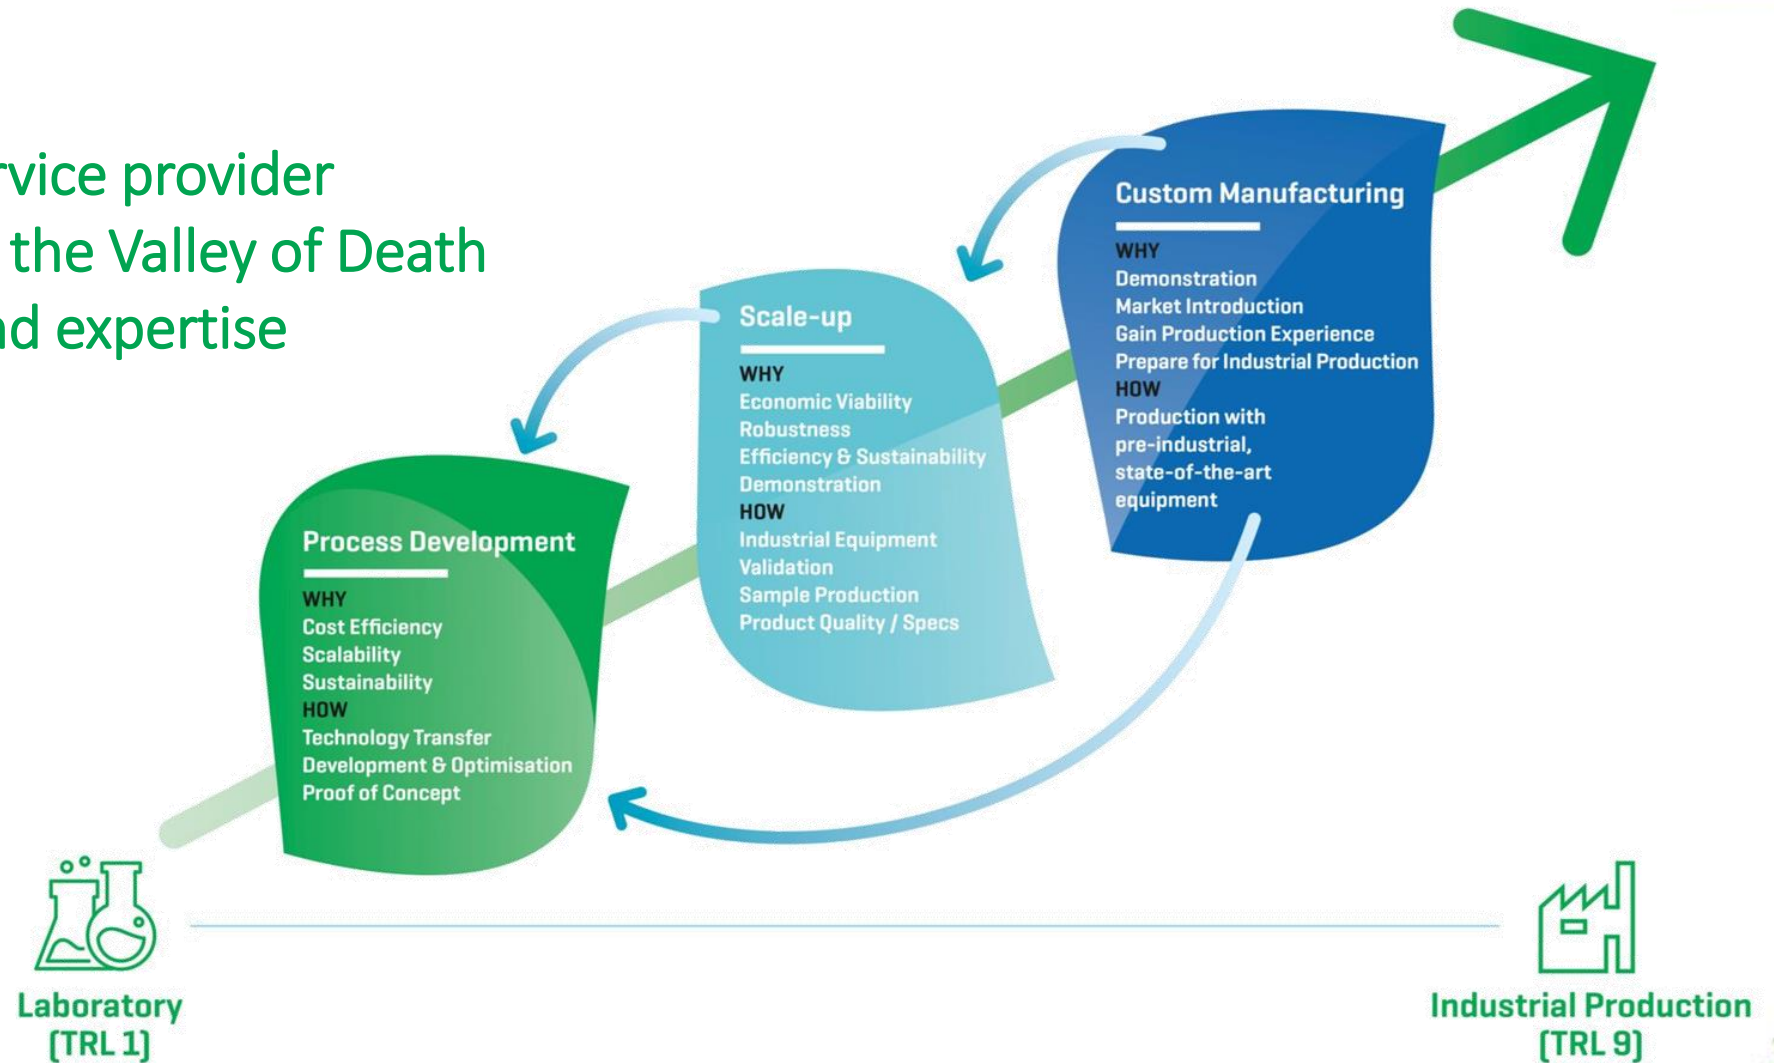 rvice provider
the Valley of Death
nd expertise
Process Development
WHY
Cost Efficiency
Scalability
Sustainability
HOW
Technology Transfer
Development & Optimisation
Proof of Concept
Scale-up
WHY
Economic Viability
Robustness
Efficiency & Sustainability
Demonstration
HOW
Industrial Equipment
Validation
Sample Production
Product Quality / Specs
Custom Manufacturing
WHY
Demonstration
Market Introduction
Gain Production Experience
Prepare for Industrial Production
HOW
Production with
pre-industrial,
state-of-the-art
equipment
Laboratory
(TRL 1)
Industrial Production
(TRL 9)